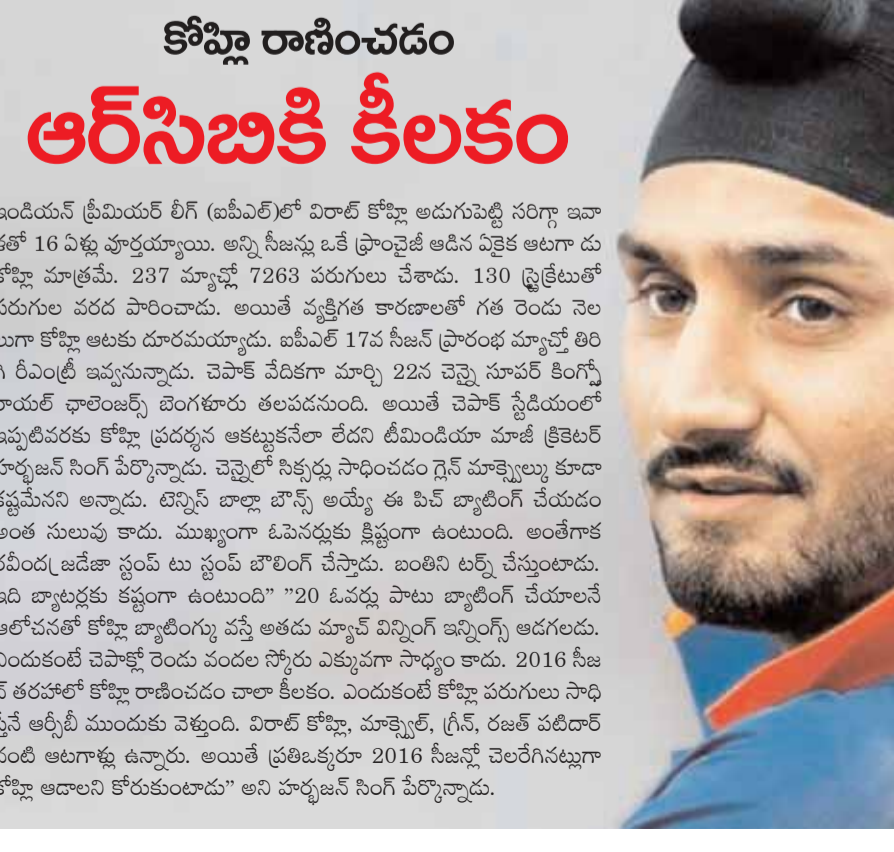 కోహ్లి రాణించడం
ఆర్‌సిబికి కీలకం
ఇండియన్ ప్రీమియర్ లీగ్ (ఐపీఎల్)లో విరాట్ కోహ్లి అడుగుపెట్టి సరిగ్గా ఇవా
ళతో 16 ఏళ్లు పూర్తయ్యాయి. అన్ని సీజన్లు ఒకే ఫ్రాంచైజీ ఆడిన ఏకైక ఆటగా డు
కోహ్లి మాత్రమే. 237 మ్యాచ్ల్లో 7263 పరుగులు చేశాడు. 130 స్ట్రైక్రేటుతో
పరుగుల వరద పారించాడు. అయితే వ్యక్తిగత కారణాలతో గత రెండు నెల
లుగా కోహ్లి ఆటకు దూరమయ్యాడు. ఐపీఎల్ 17వ సీజన్ ప్రారంభ మ్యాచ్తో తిరి
గి రీఎంట్రీ ఇవ్వనున్నాడు. చెపాక్ వేదికగా మార్చి 22న చెన్నై సూపర్ కింగ్స్తో
రాయల్ ఛాలెంజర్స్ బెంగళూరు తలపడనుంది. అయితే చెపాక్ స్టేడియంలో
ఇప్పటివరకు కోహ్లి ప్రదర్శన ఆకట్టుకనేలా లేదని టీమిండియా మాజీ క్రికెటర్
హర్భజన్ సింగ్ పేర్కొన్నాడు. చెన్నైలో సిక్సర్లు సాధించడం గ్లెన్ మాక్స్వెల్కు కూడా
కష్టమేనని అన్నాడు. టెన్నిస్ బాల్లా బౌన్స్ అయ్యే ఈ పిచ్ బ్యాటింగ్ చేయడం
అంత సులువు కాదు. ముఖ్యంగా ఓపెనర్లుకు క్లిష్టంగా ఉంటుంది. అంతేగాక
రవీంద్ర జడేజా స్టంప్ టు స్టంప్ బౌలింగ్ చేస్తాడు. బంతిని టర్న్ చేస్తుంటాడు.
ఇది బ్యాటర్లకు కష్టంగా ఉంటుంది” ”20 ఓవర్లు పాటు బ్యాటింగ్ చేయాలనే
ఆలోచనతో కోహ్లి బ్యాటింగ్కు వస్తే అతడు మ్యాచ్ విన్నింగ్ ఇన్నింగ్స్ ఆడగలడు.
ఎందుకంటే చెపాక్లో రెండు వందల స్కోరు ఎక్కువగా సాధ్యం కాదు. 2016 సీజ
న్ తరహాలో కోహ్లి రాణించడం చాలా కీలకం. ఎందుకంటే కోహ్లి పరుగులు సాధి
స్తేనే ఆర్సీబీ ముందుకు వెళ్తుంది. విరాట్ కోహ్లి, మాక్స్వెల్, గ్రీన్, రజత్ పటిదార్
వంటి ఆటగాళ్లు ఉన్నారు. అయితే ప్రతిఒక్కరూ 2016 సీజన్లో చెలరేగినట్లుగా
కోహ్లి ఆడాలని కోరుకుంటాడు” అని హర్భజన్ సింగ్ పేర్కొన్నాడు.